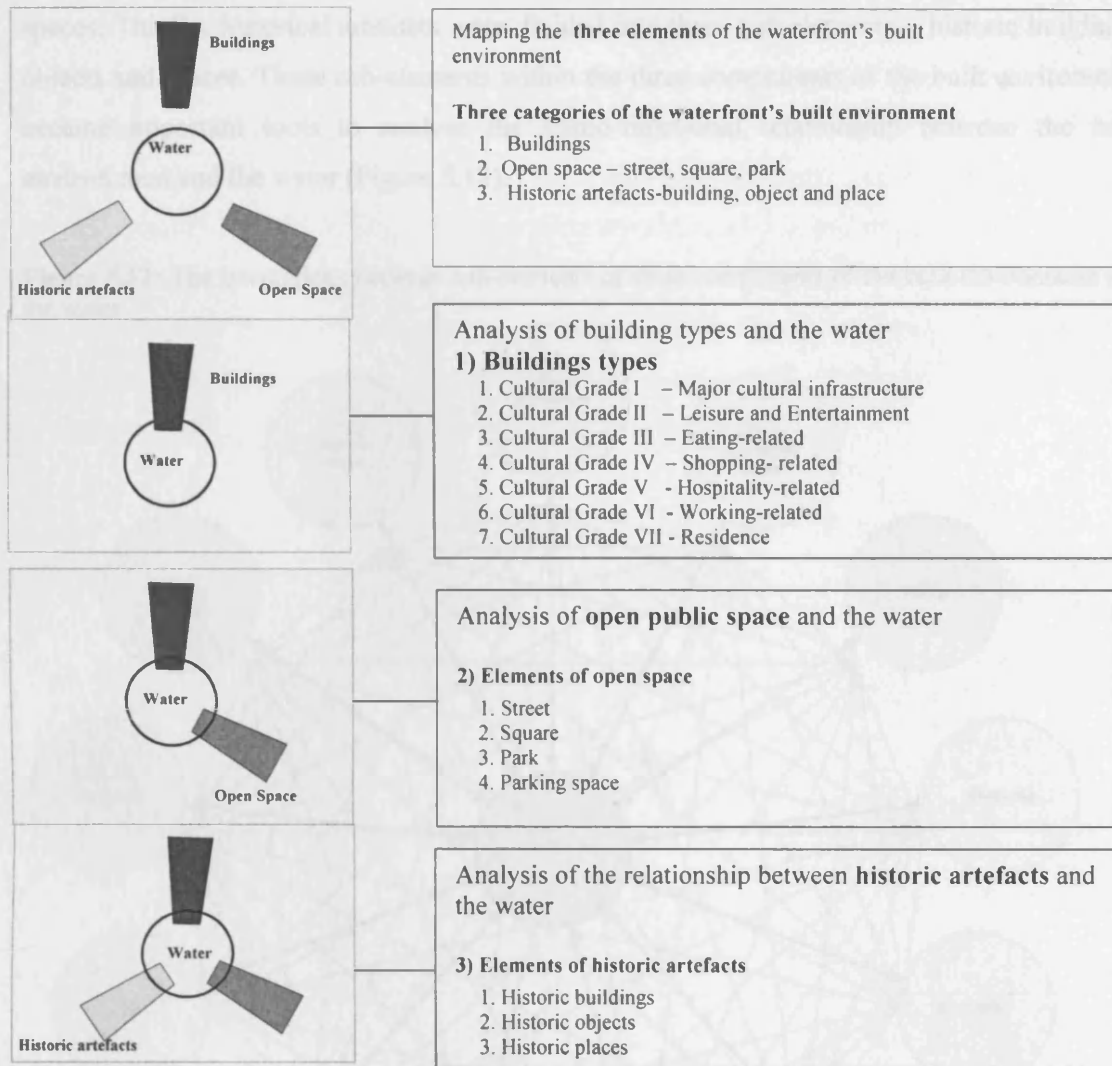 Buildings
Water
Historic artefacts
Open Space
Mapping the three elements of the waterfront's built
environment
Three categories of the waterfront's built environment
1. Buildings
2. Open space – street, square, park
3. Historic artefacts-building, object and place
Buildings
Water
Analysis of building types and the water
1) Buildings types
1. Cultural Grade I – Major cultural infrastructure
2. Cultural Grade II – Leisure and Entertainment
3. Cultural Grade III – Eating-related
4. Cultural Grade IV – Shopping- related
5. Cultural Grade V - Hospitality-related
6. Cultural Grade VI - Working-related
7. Cultural Grade VII - Residence
Water
Open Space
Analysis of open public space and the water
2) Elements of open space
1. Street
2. Square
3. Park
4. Parking space
Water
Historic artefacts
Analysis of the relationship between historic artefacts and
the water
3) Elements of historic artefacts
1. Historic buildings
2. Historic objects
3. Historic places